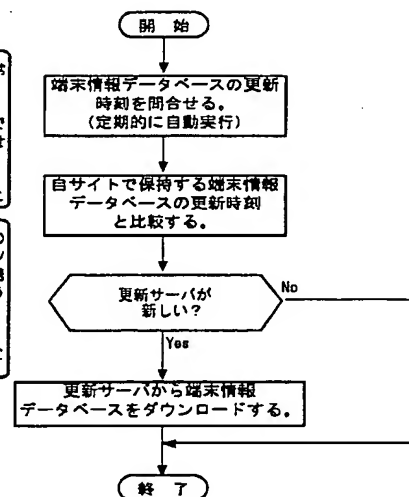 開 始
端末情報データベースの更新
時刻を問合せる。
(定期的に自動実行)
自サイトで保持する端末情報
データベースの更新時刻
と比較する。
更新サーバが
新しい?
No
Yes
更新サーバから端末情報
データベースをダウンロードする。
終 了